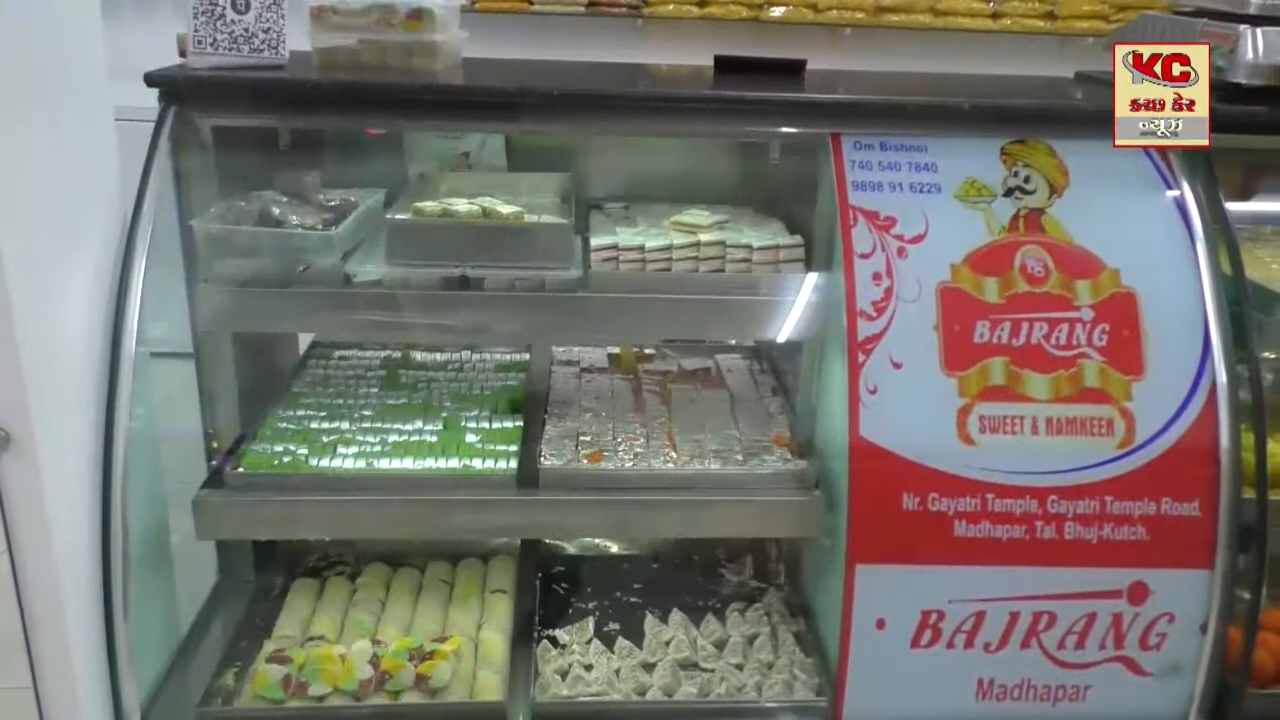 KC
કચ્છ કેર
ન્યૂઝ
Om Bishnoi
740 540 7840
9898 91 6229
BAJRANG
SWEET & NAMKEEN
Nr. Gayatri Temple, Gayatri Temple Road,
Madhapar, Tal. Bhuj-Kutch.
BAJRANG
Madhapar